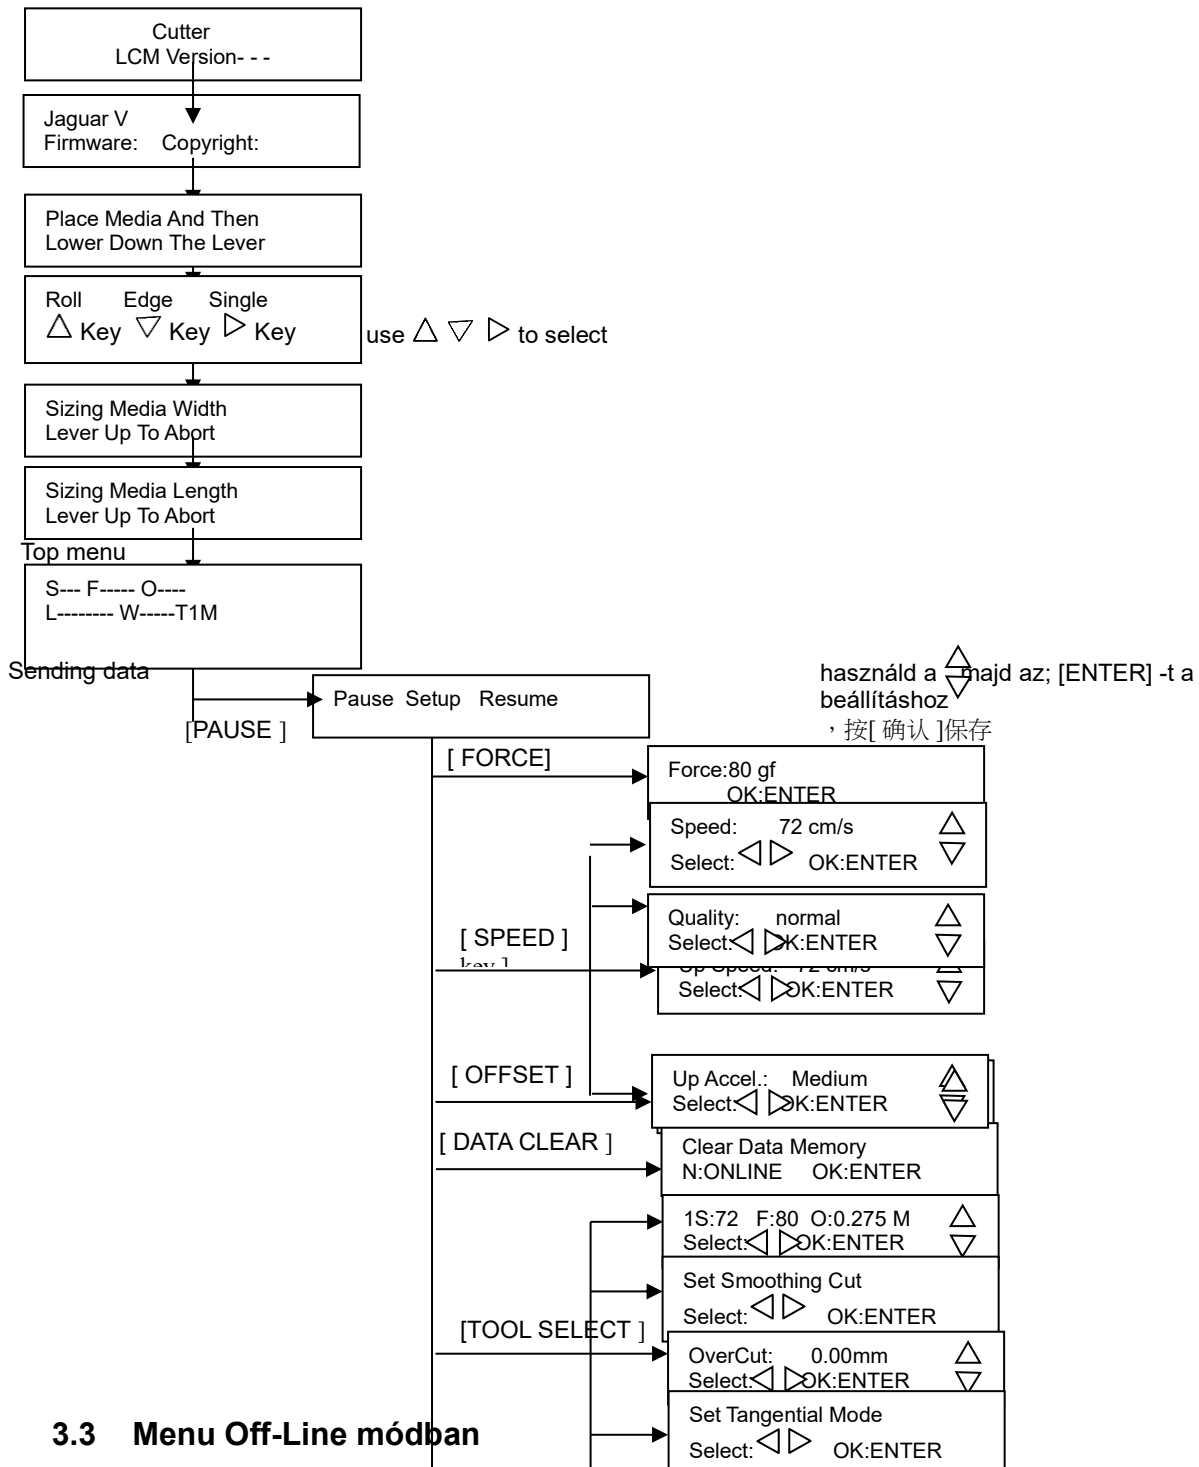 Cutter
LCM Version- - -
Jaguar V
Firmware: Copyright:
Place Media And Then
Lower Down The Lever
Roll Edge Single
△ Key ▽ Key ▷ Key
use △ ▽ ▷ to select
Sizing Media Width
Lever Up To Abort
Sizing Media Length
Lever Up To Abort
Top menu
S--- F----- O----
L-------- W-----T1M
Sending data
használd a △▽ majd az; [ENTER] -t a
beállításhoz
，按[ 确认 ]保存
Pause Setup Resume
[PAUSE ]
[ FORCE]
Force:80 gf
OK:ENTER
Speed: 72 cm/s △
Select: ◁ ▷ OK:ENTER ▽
Quality: normal △
Select: ◁ ▷ OK:ENTER ▽
[ SPEED ]
key ]
Up Speed: 72 cm/s △
Select: ◁ ▷ OK:ENTER ▽
[ OFFSET ]
Up Accel.: Medium △
Select: ◁ ▷ OK:ENTER ▽
[ DATA CLEAR ]
Clear Data Memory
N:ONLINE OK:ENTER
1S:72 F:80 O:0.275 M △
Select: ◁ ▷ OK:ENTER ▽
Set Smoothing Cut
Select: ◁ ▷ OK:ENTER
[TOOL SELECT ]
OverCut: 0.00mm △
Select: ◁ ▷ OK:ENTER ▽
Set Tangential Mode
Select: ◁ ▷ OK:ENTER
3.3 Menu Off-Line módban